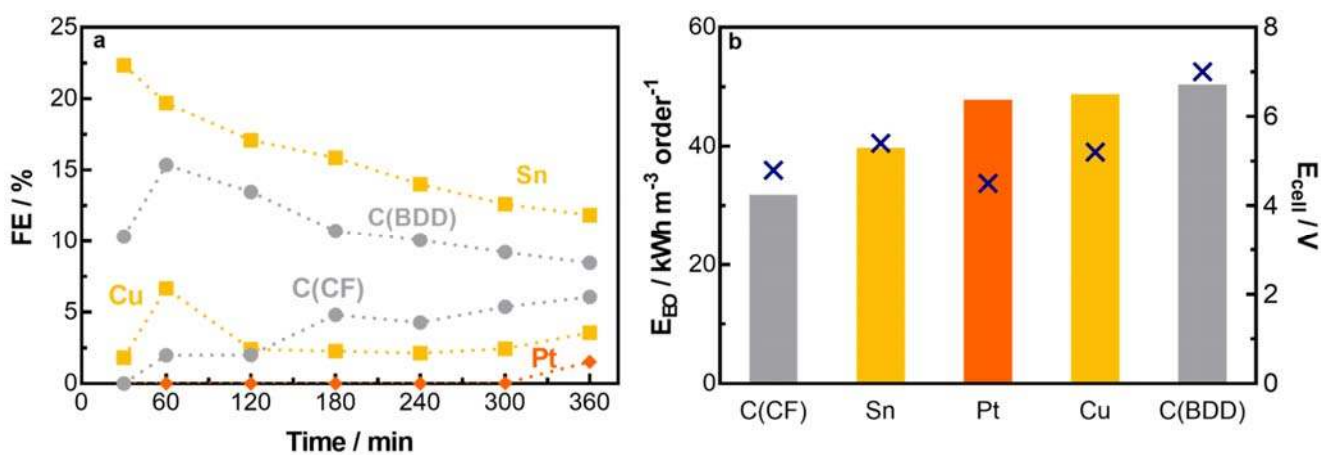 a
25
20
15
10
5
0
FE / %
Sn
C(BDD)
C(CF)
Cu
Pt
0 60 120 180 240 300 360
Time / min
b
60
40
20
0
E_EO / kWh m⁻³ order⁻¹
8
6
4
2
0
E_cell / V
C(CF) Sn Pt Cu C(BDD)